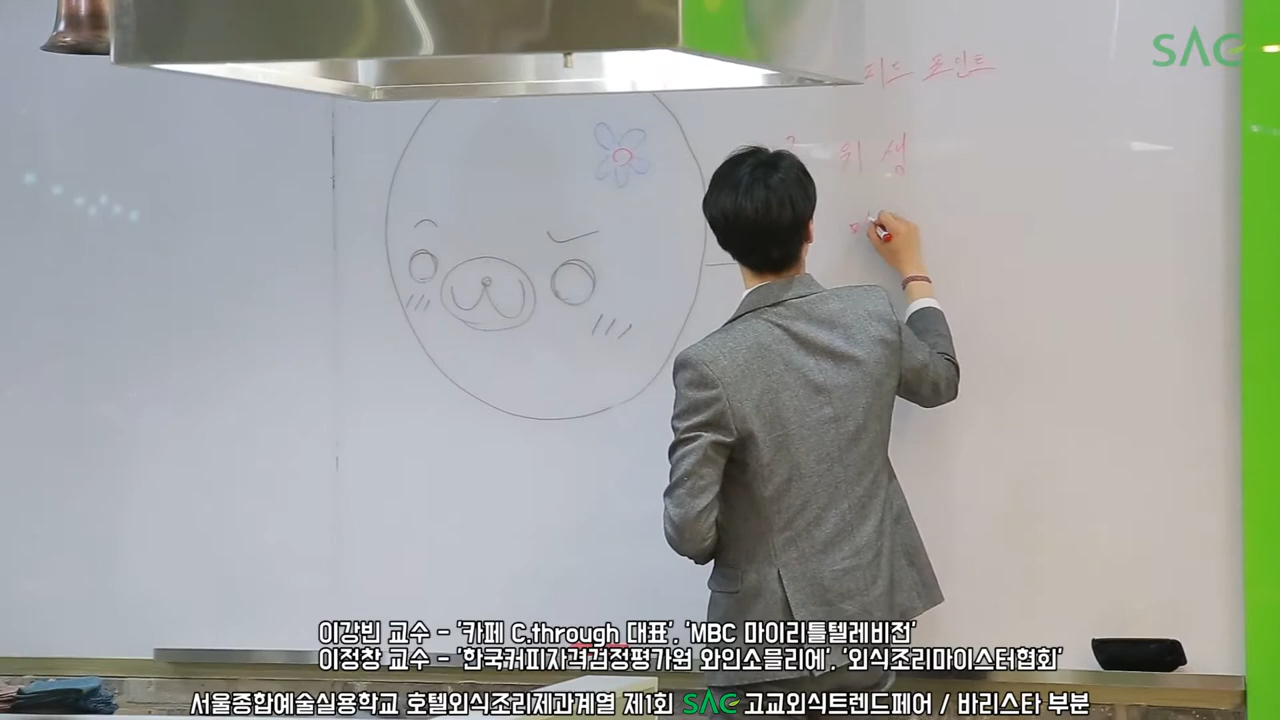 SAC
피드 포인트
위생
이강빈 교수 - '카페 C.through 대표', 'MBC 마이리틀텔레비전'
이정창 교수 - '한국커피자격검정평가원 와인소믈리에', '외식조리마이스터협회'
서울종합예술실용학교 호텔외식조리제과계열 제1회 SAC 고교외식트렌드페어 / 바리스타 부분